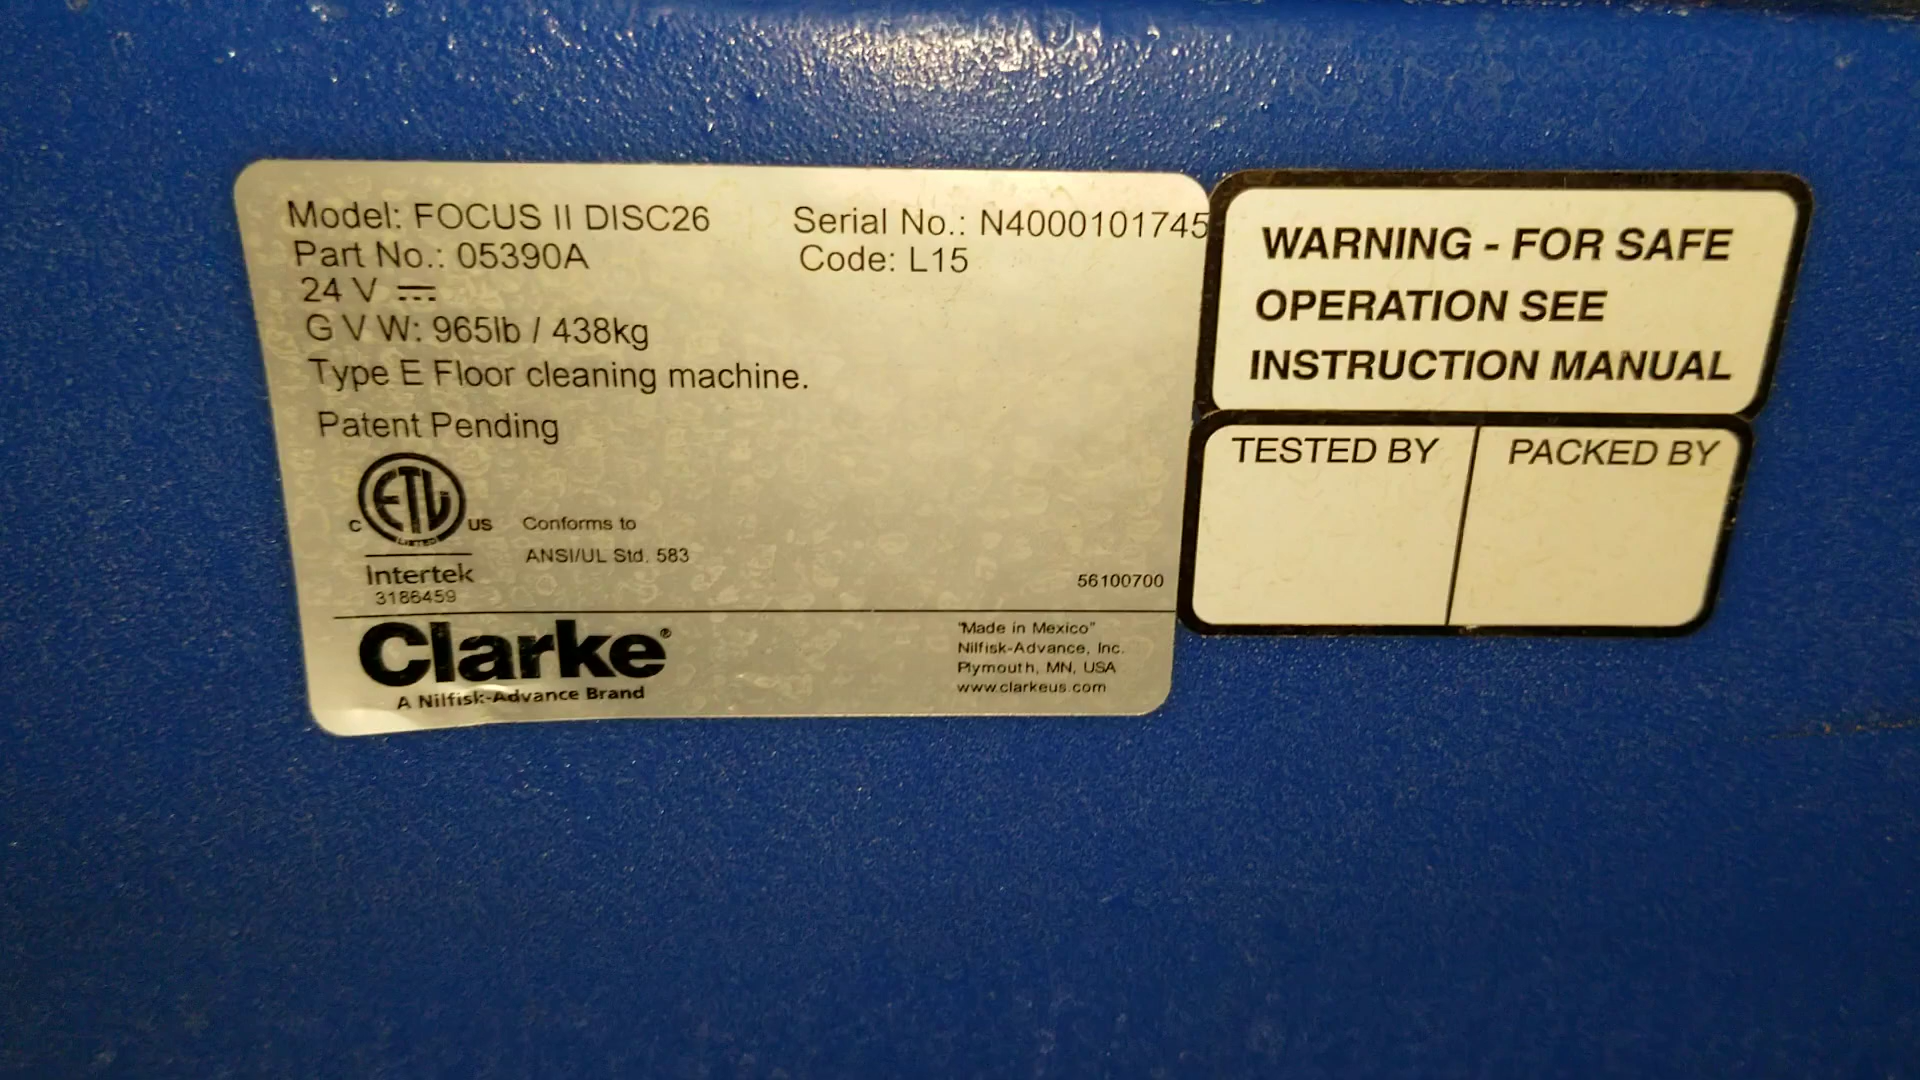 Model: FOCUS II DISC26 Serial No.: N4000101745
Part No.: 05390A Code: L15
24 V ⎓
G V W: 965lb / 438kg
Type E Floor cleaning machine.
Patent Pending
C ETL US
LISTED
Conforms to
ANSI/UL Std. 583
Intertek
3186459
56100700
Clarke®
A Nilfisk-Advance Brand
"Made in Mexico"
Nilfisk-Advance, Inc.
Plymouth, MN, USA
www.clarkeus.com
WARNING - FOR SAFE
OPERATION SEE
INSTRUCTION MANUAL
TESTED BY PACKED BY